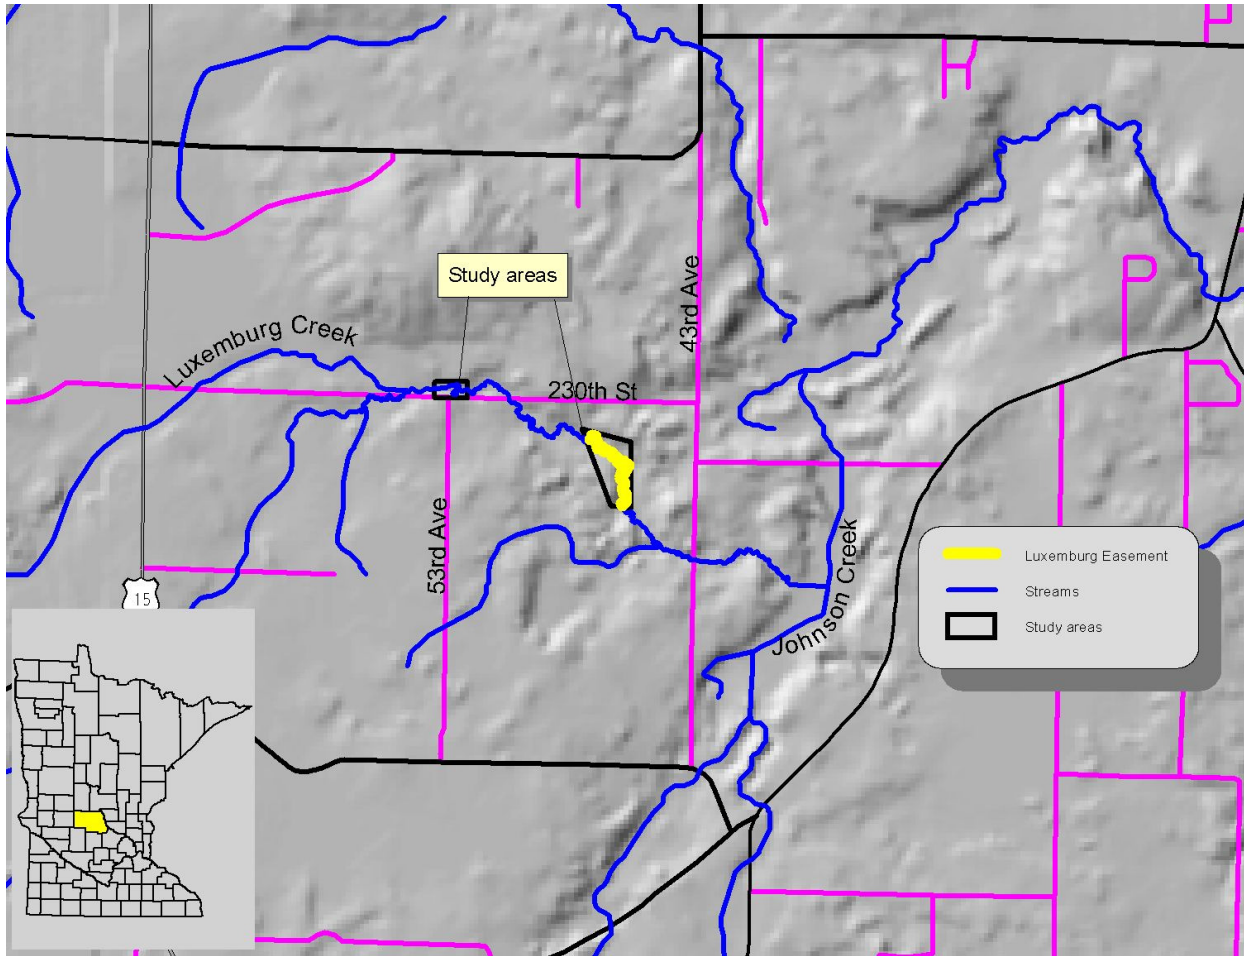 Study areas
43rd Ave
Luxemburg Creek
230th St
53rd Ave
15
Johnson Creek
Luxemburg Easement
Streams
Study areas